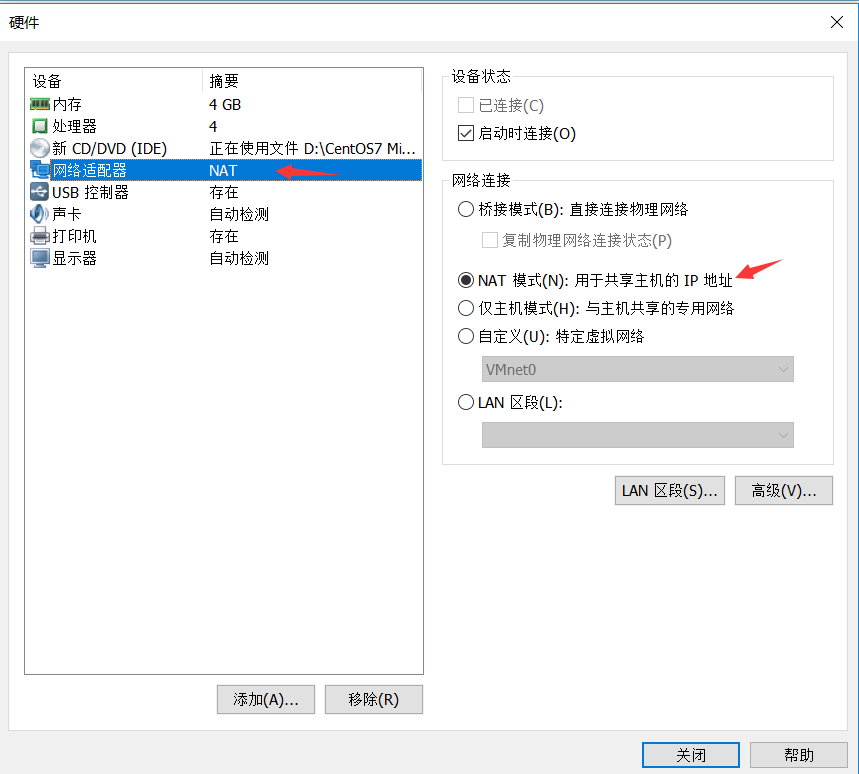 硬件
设备 摘要
内存 4 GB
处理器 4
新 CD/DVD (IDE) 正在使用文件 D:\CentOS7 Mi...
网络适配器 NAT
USB 控制器 存在
声卡 自动检测
打印机 存在
显示器 自动检测
添加(A)... 移除(R)
设备状态
已连接(C)
启动时连接(O)
网络连接
桥接模式(B): 直接连接物理网络
复制物理网络连接状态(P)
NAT 模式(N): 用于共享主机的 IP 地址
仅主机模式(H): 与主机共享的专用网络
自定义(U): 特定虚拟网络
VMnet0
LAN 区段(L):
LAN 区段(S)... 高级(V)...
关闭 帮助